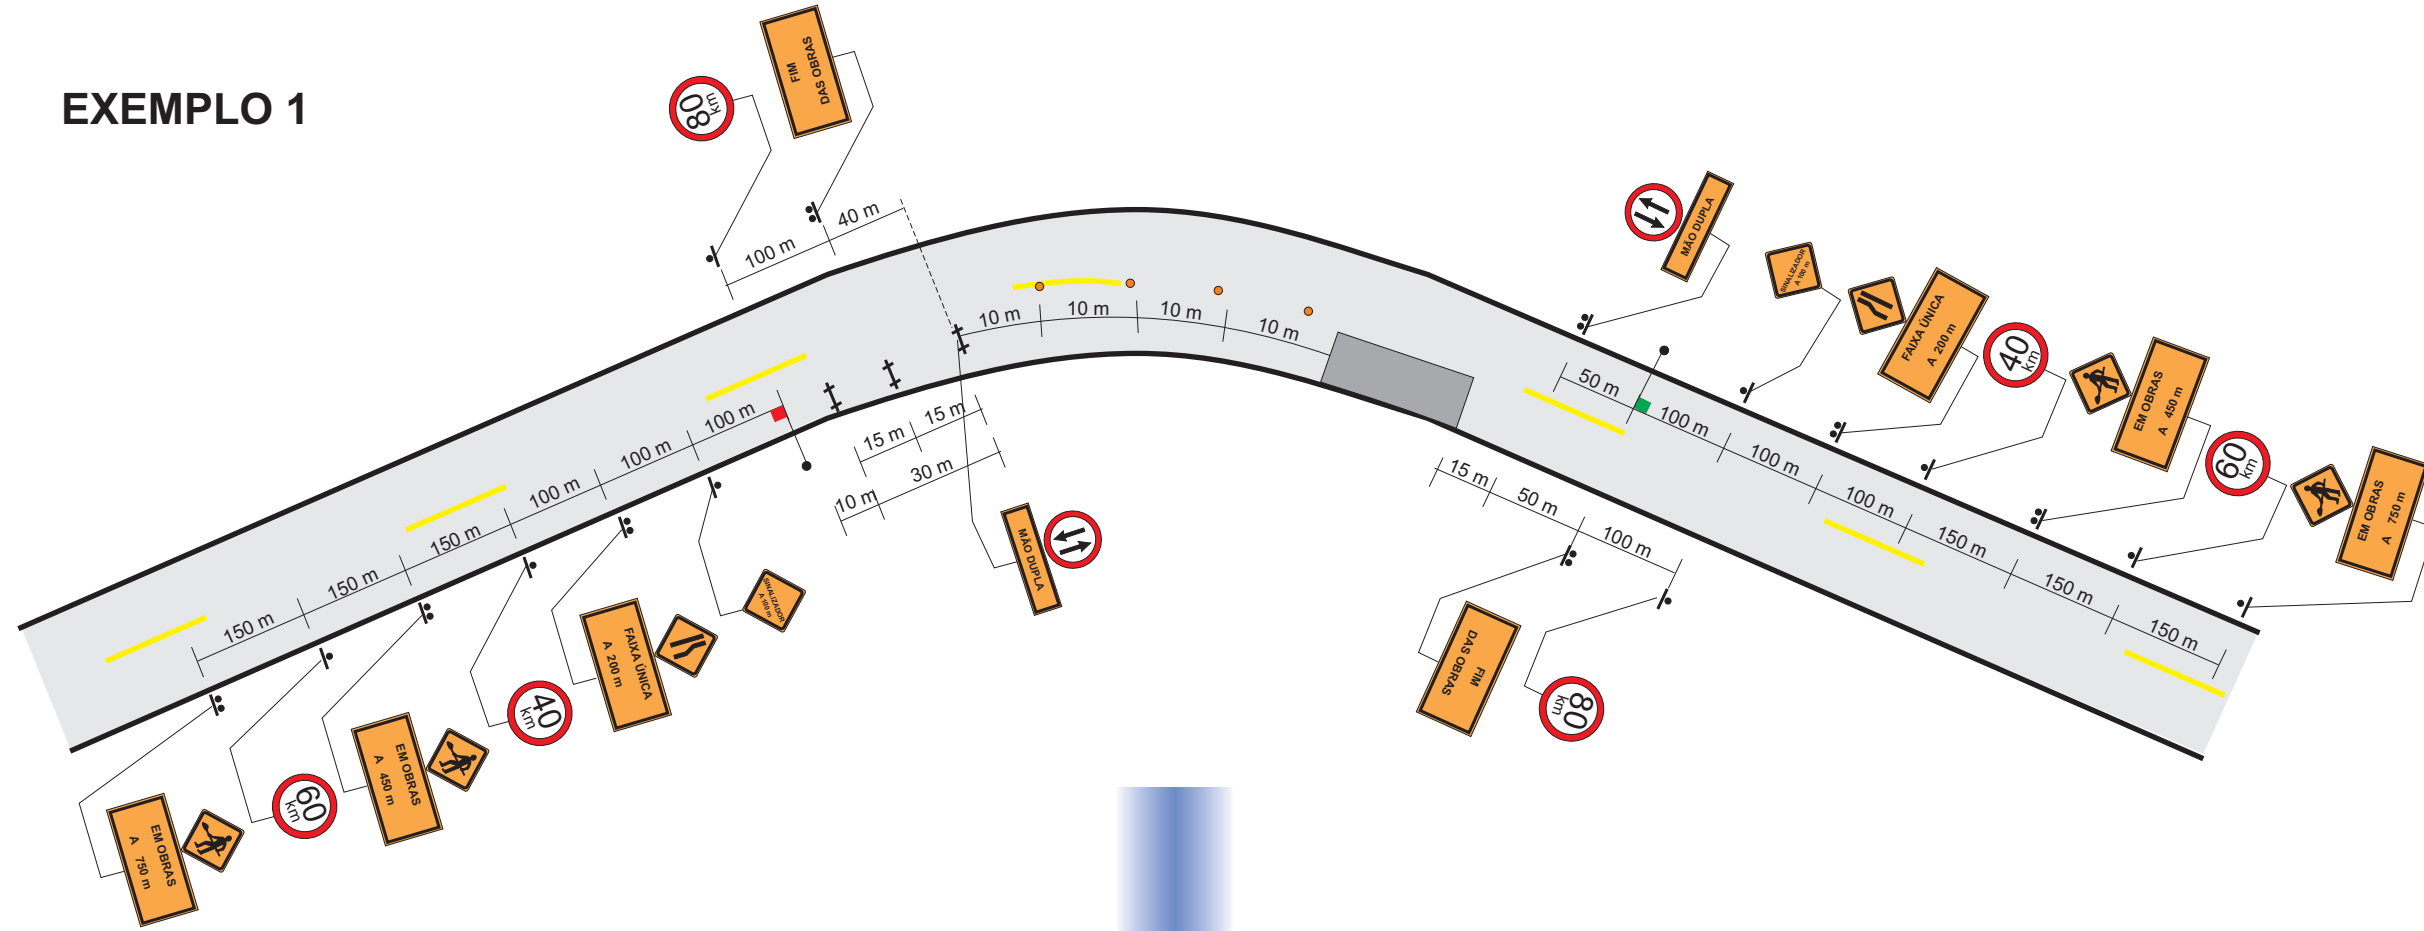 EXEMPLO 1
80
km
FIM
DAS OBRAS
100 m
40 m
10 m
10 m
10 m
10 m
MÃO DUPLA
SINALIZADOR
A 100 m
FAIXA ÚNICA
A 200 m
40
km
EM OBRAS
A 450 m
60
km
EM OBRAS
A 750 m
50 m
100 m
100 m
100 m
150 m
150 m
150 m
15 m
50 m
100 m
FIM
DAS OBRAS
80
km
150 m
150 m
150 m
100 m
100 m
100 m
15 m
15 m
10 m
30 m
MÃO DUPLA
SINALIZADOR
A 100 m
FAIXA ÚNICA
A 200 m
40
km
EM OBRAS
A 450 m
60
km
EM OBRAS
A 750 m